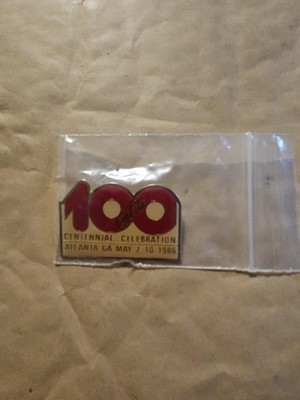 100
CENTENNIAL CELEBRATION
ATLANTA GA MAY / 10 1986